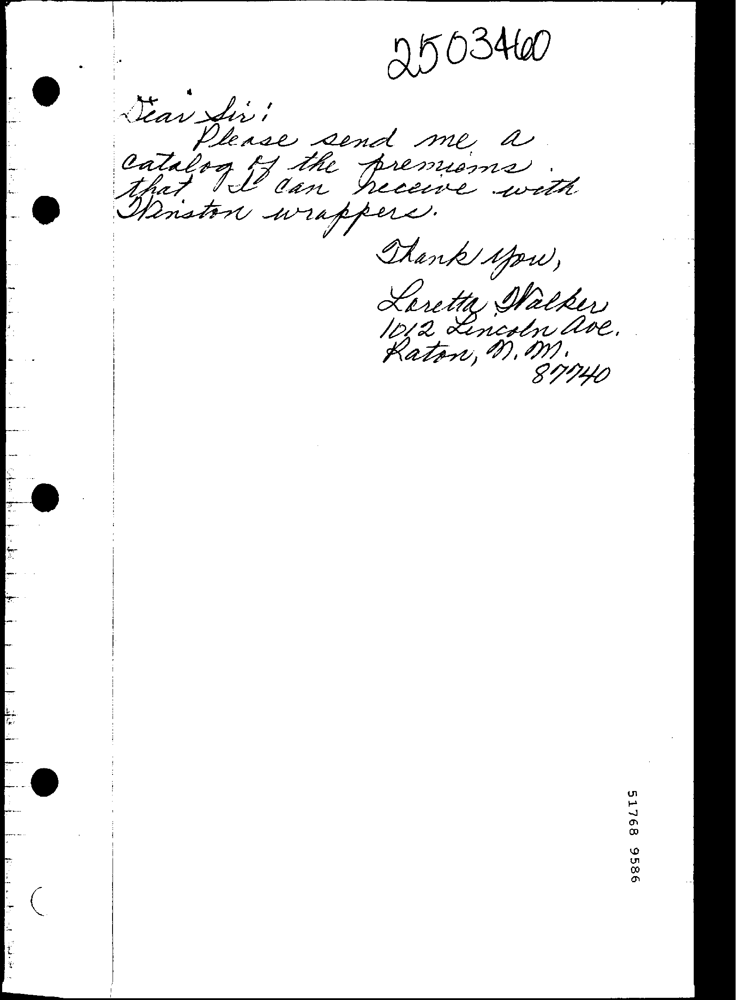 2503460
Dear Sir:
Please send me a
catalog of the premioms
that I can receive with
Winston wrappers.
Thank you,
Loretta Walker
1012 Lincoln Ave.
Raton, N.M.
87740
51768 9586